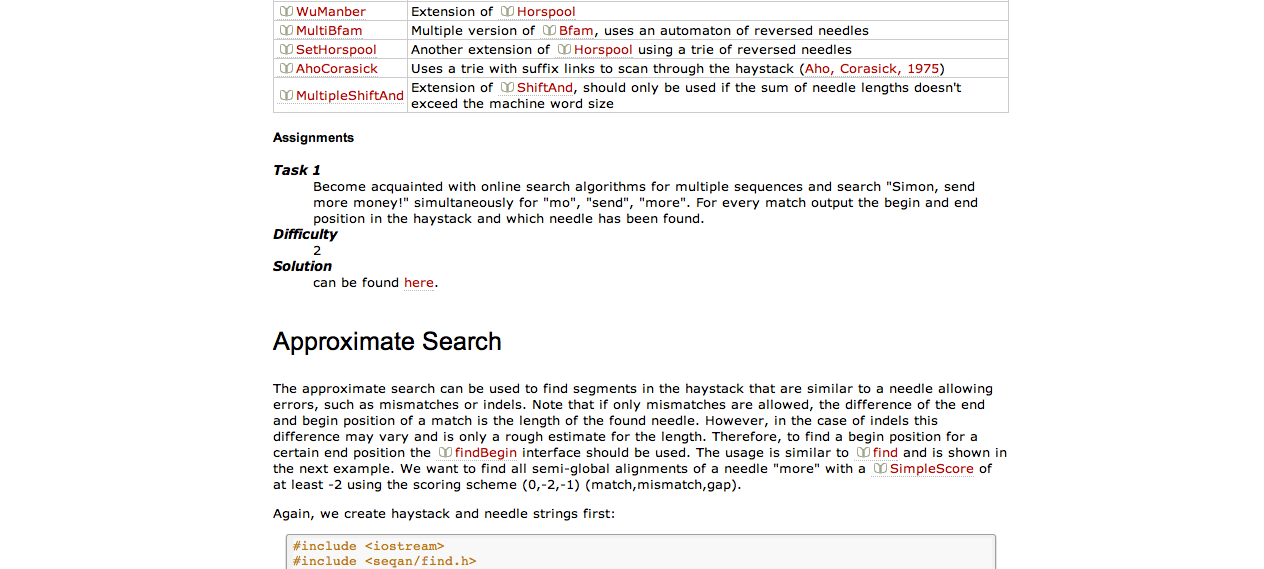 WuManber Extension of Horspool
MultiBfam Multiple version of Bfam, uses an automaton of reversed needles
SetHorspool Another extension of Horspool using a trie of reversed needles
AhoCorasick Uses a trie with suffix links to scan through the haystack (Aho, Corasick, 1975)
MultipleShiftAnd Extension of ShiftAnd, should only be used if the sum of needle lengths doesn't
exceed the machine word size
Assignments
Task 1
Become acquainted with online search algorithms for multiple sequences and search "Simon, send
more money!" simultaneously for "mo", "send", "more". For every match output the begin and end
position in the haystack and which needle has been found.
Difficulty
2
Solution
can be found here.
Approximate Search
The approximate search can be used to find segments in the haystack that are similar to a needle allowing
errors, such as mismatches or indels. Note that if only mismatches are allowed, the difference of the end
and begin position of a match is the length of the found needle. However, in the case of indels this
difference may vary and is only a rough estimate for the length. Therefore, to find a begin position for a
certain end position the findBegin interface should be used. The usage is similar to find and is shown in
the next example. We want to find all semi-global alignments of a needle "more" with a SimpleScore of
at least -2 using the scoring scheme (0,-2,-1) (match,mismatch,gap).
Again, we create haystack and needle strings first:
#include <iostream>
#include <seqan/find.h>